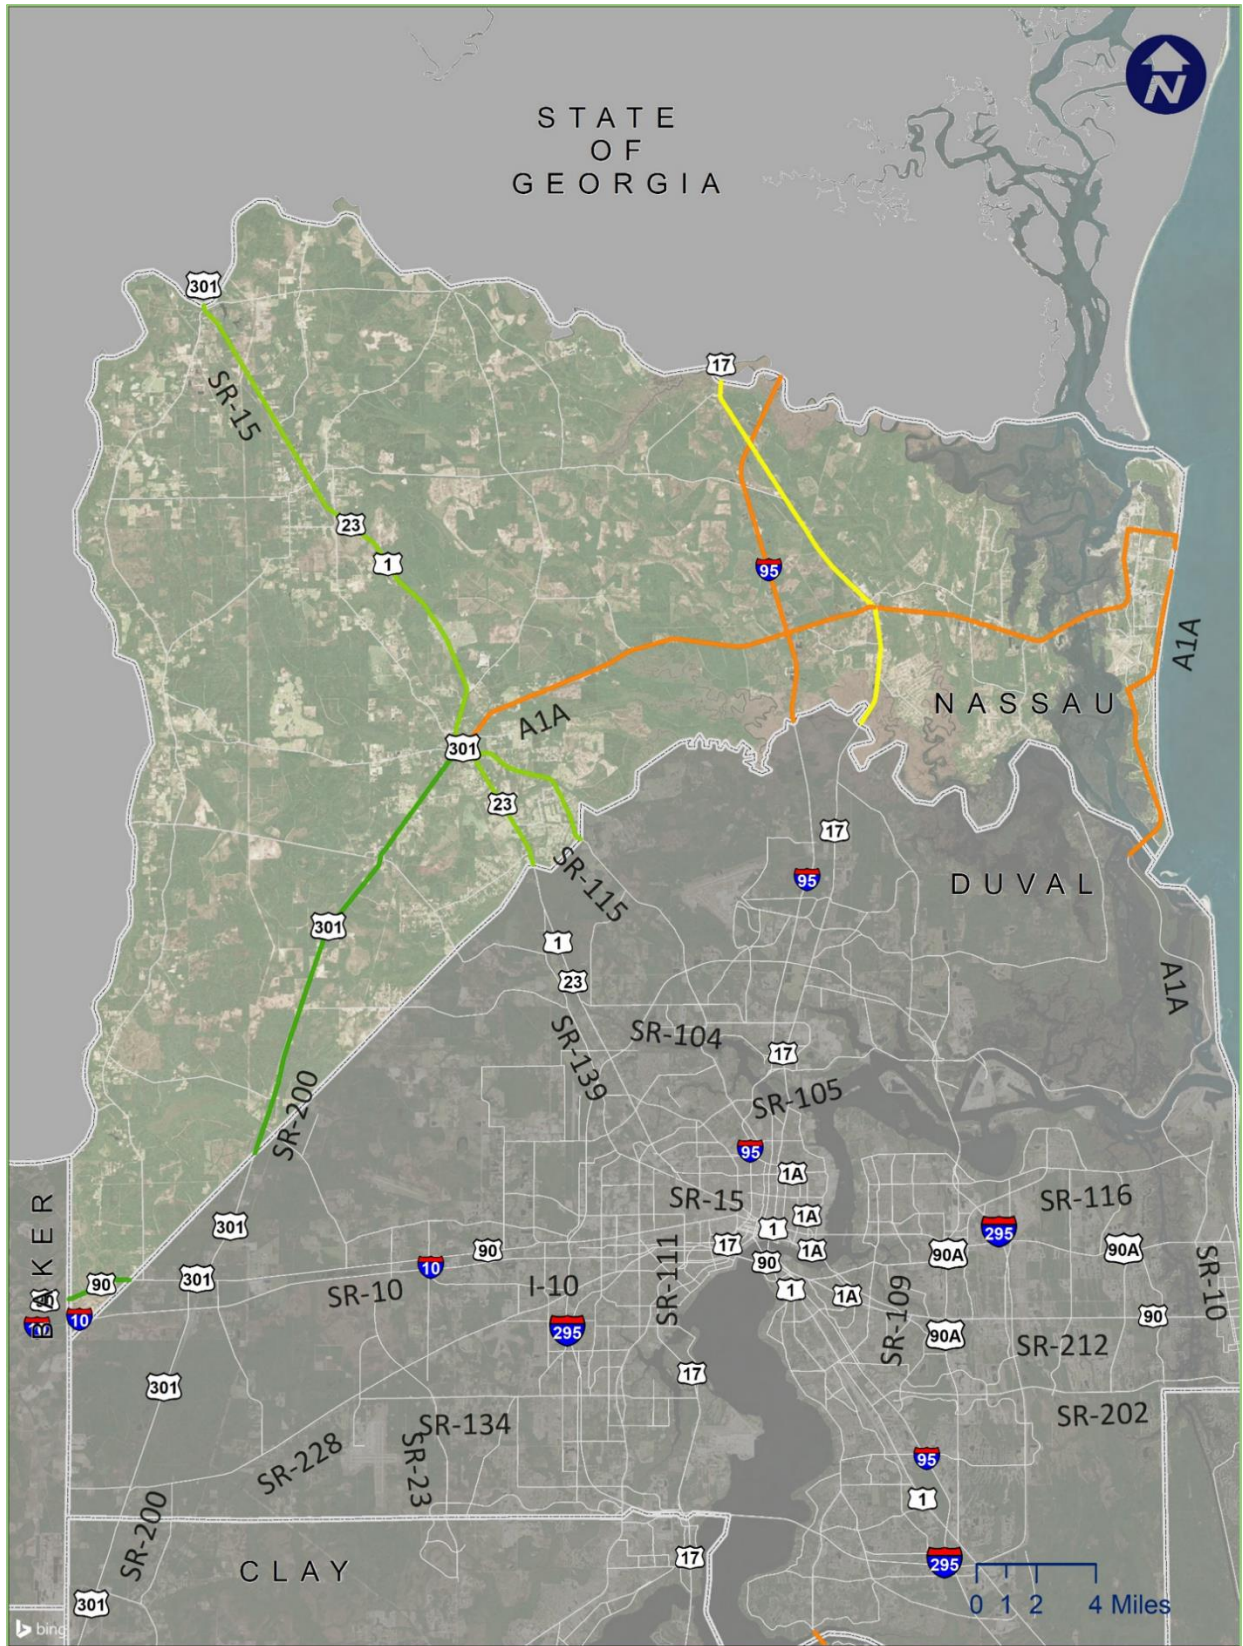 N
STATE
OF
GEORGIA
301
17
SR-15
23
1
95
A1A
NASSAU
A1A
301
23
17
SR-115
95
DUVAL
301
1
A1A
23
SR-104
17
SR-139
SR-105
SR-200
95
1A
SR-15
SR-116
BAKER
1A
301
1
295
17
1A
90
90A
90A
SR-111
90
10
301
90
SR-10
I-10
1
1A
SR-109
SR-10
90
10
295
90
90A
SR-212
301
17
SR-202
SR-134
SR-228
SR-23
95
1
SR-200
17
295
CLAY
301
0 1 2 4 Miles
bing